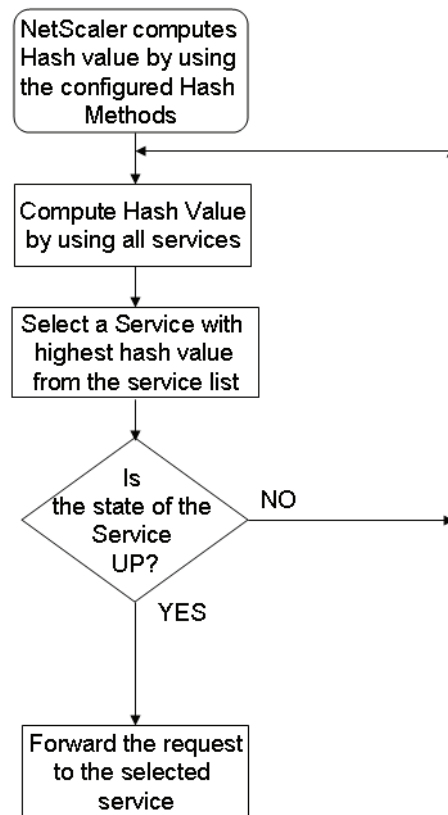 NetScaler computes
Hash value by using
the configured Hash
Methods
Compute Hash Value
by using all services
Select a Service with
highest hash value
from the service list
Is
the state of the
Service
UP?
NO
YES
Forward the request
to the selected
service